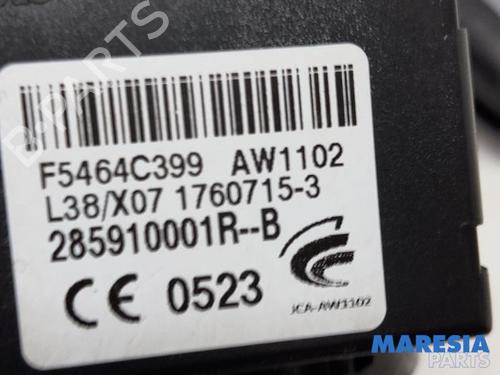 B-PARTS
F5464C399 AW1102
L38/X07 1760715-3
285910001R--B
CE 0523
JCA-AW1102
MARESIA
PARTS